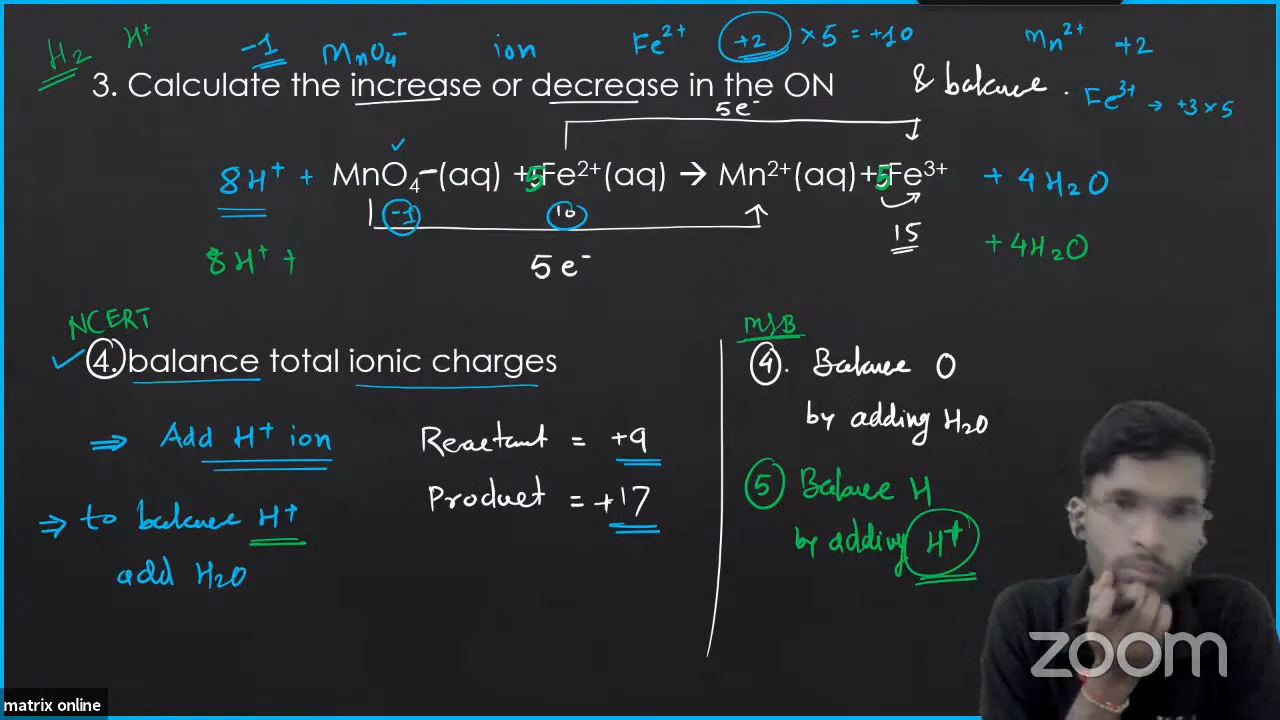 H₂ H⁺ -1 MnO₄⁻ ion Fe²⁺ +2 ×5 = +10 Mn²⁺ +2
3. Calculate the increase or decrease in the ON & balance .
Fe³⁺ → +3 × 5
5e⁻
8H⁺ + MnO₄–(aq) + 5Fe²⁺(aq) → Mn²⁺(aq)+ 5Fe³⁺ + 4H₂O
-1 10 15
8H⁺ + 5e⁻ + 4H₂O
NCERT
4. balance total ionic charges
⇒ Add H⁺ ion
⇒ to balance H⁺
add H₂O
Reactant = +9
Product = +17
MSB
4. Balance O
by adding H₂O
5 Balance H
by adding H⁺
zoom
matrix online